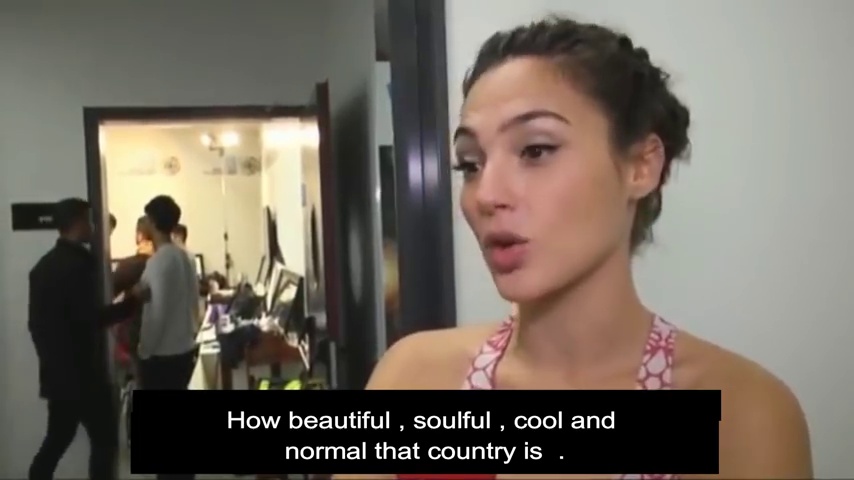 How beautiful , soulful , cool and
normal that country is  .